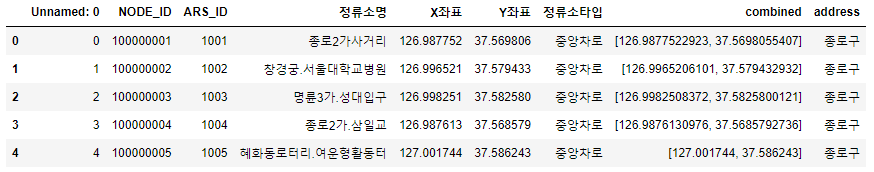 Unnamed: 0 NODE_ID ARS_ID 정류소명 X좌표 Y좌표 정류소타입 combined address
0 0 100000001 1001 종로2가사거리 126.987752 37.569806 중앙차로 [126.9877522923, 37.5698055407] 종로구
1 1 100000002 1002 창경궁.서울대학교병원 126.996521 37.579433 중앙차로 [126.9965206101, 37.579432932] 종로구
2 2 100000003 1003 명륜3가.성대입구 126.998251 37.582580 중앙차로 [126.9982508372, 37.5825800121] 종로구
3 3 100000004 1004 종로2가.삼일교 126.987613 37.568579 중앙차로 [126.9876130976, 37.5685792736] 종로구
4 4 100000005 1005 혜화동로터리.여운형활동터 127.001744 37.586243 중앙차로 [127.001744, 37.586243] 종로구